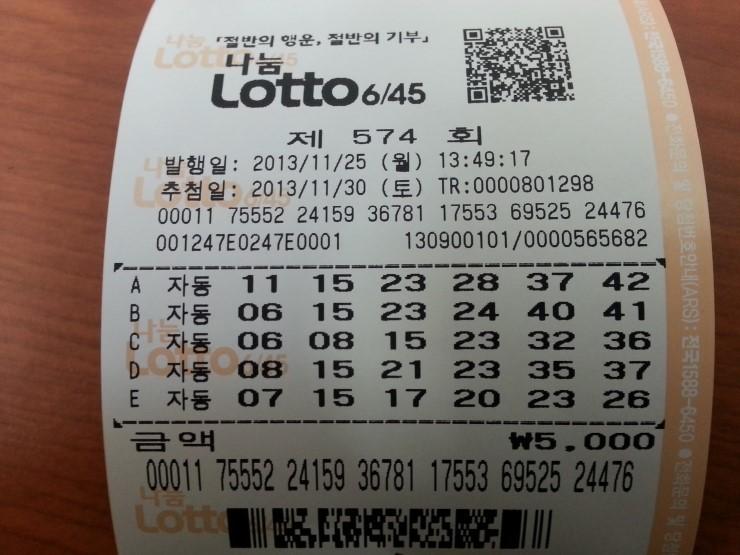 「절반의 행운, 절반의 기부」
나눔
Lotto 6/45
제 574 회
발행일: 2013/11/25 (월) 13:49:17
추첨일: 2013/11/30 (토) TR:0000801298
00011 75552 24159 36781 17553 69525 24476
001247E0247E0001 130900101/0000565682
A 자동 11 15 23 28 37 42
B 자동 06 15 23 24 40 41
C 자동 06 08 15 23 32 36
D 자동 08 15 21 23 35 37
E 자동 07 15 17 20 23 26
금액 ₩5,000
00011 75552 24159 36781 17553 69525 24476